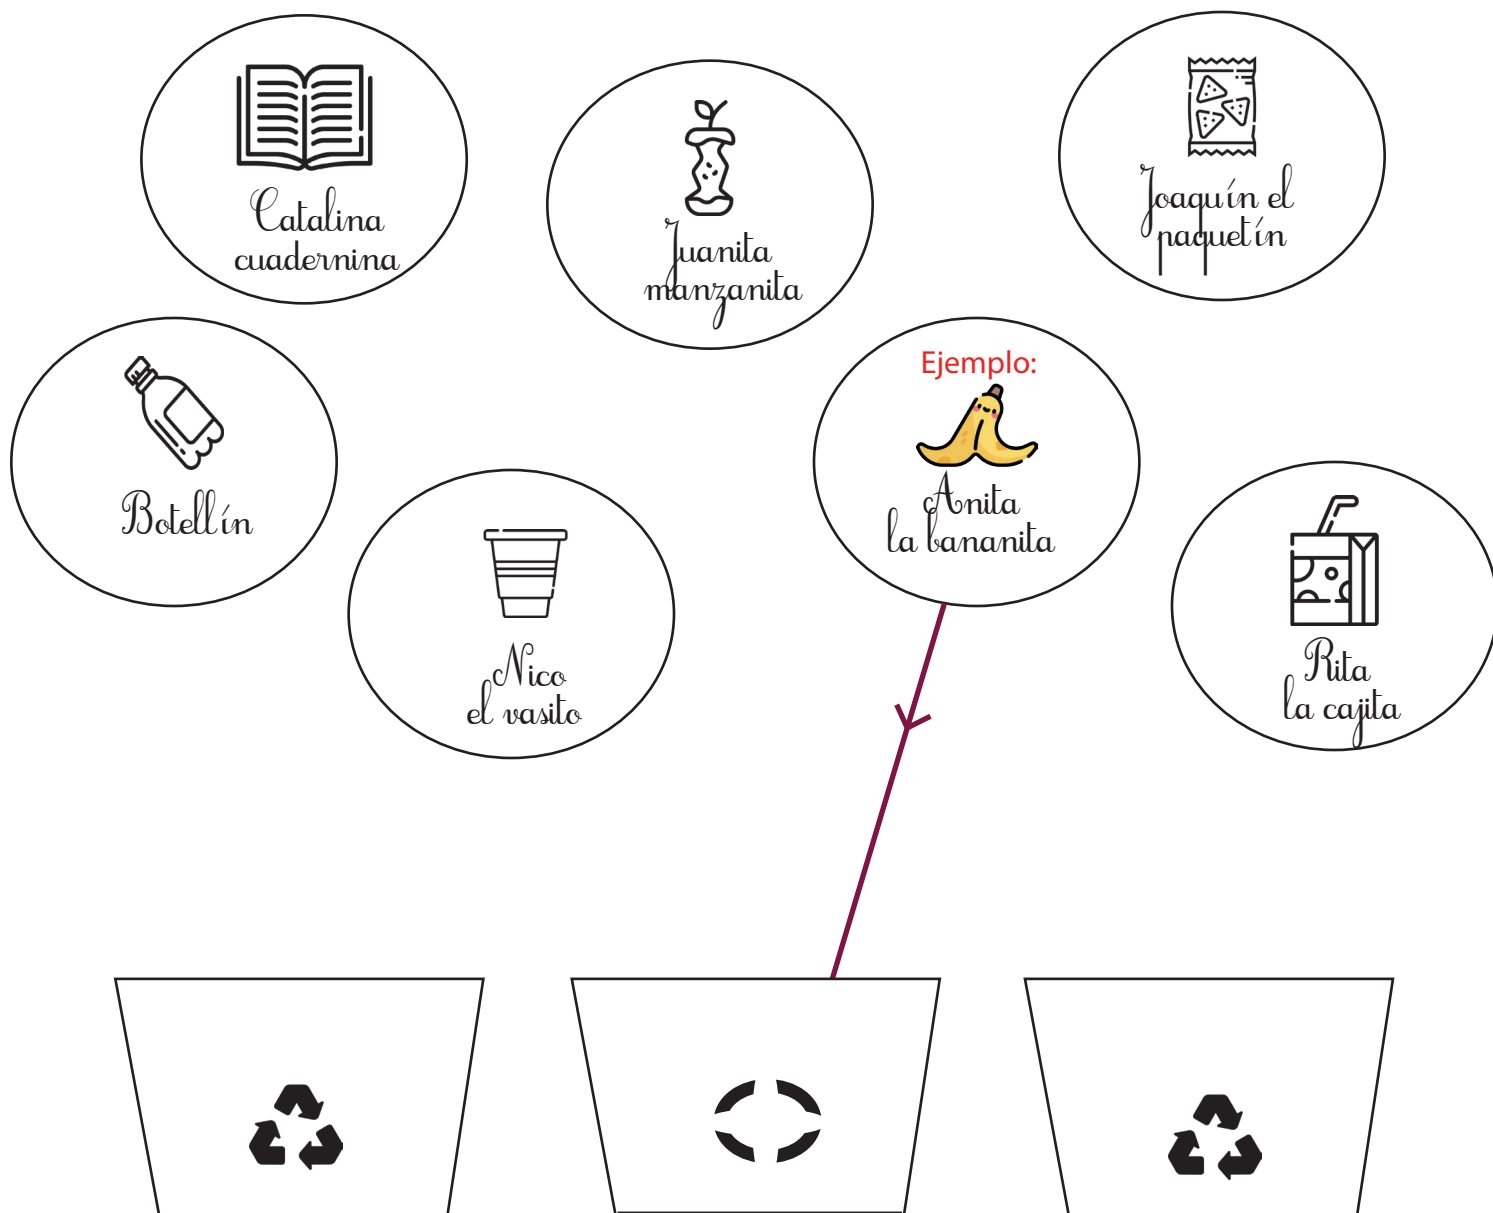 Catalina
cuadernina
Juanita
manzanita
Joaquín el
paquetín
Botellín
Nico
el vasito
Ejemplo:
Anita
la bananita
Rita
la cajita